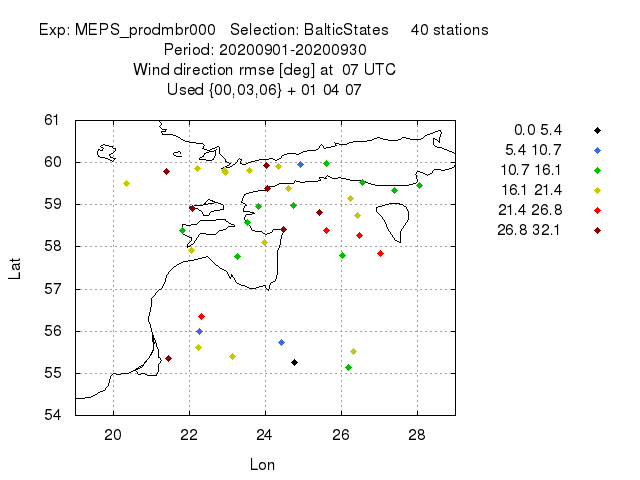 Exp: MEPS_prodmbr000 Selection: BalticStates 40 stations
Period: 20200901-20200930
Wind direction rmse [deg] at 07 UTC
Used {00,03,06} + 01 04 07
61
60
59
58
57
56
55
54
Lat
20 22 24 26 28
Lon
0.0 5.4
5.4 10.7
10.7 16.1
16.1 21.4
21.4 26.8
26.8 32.1